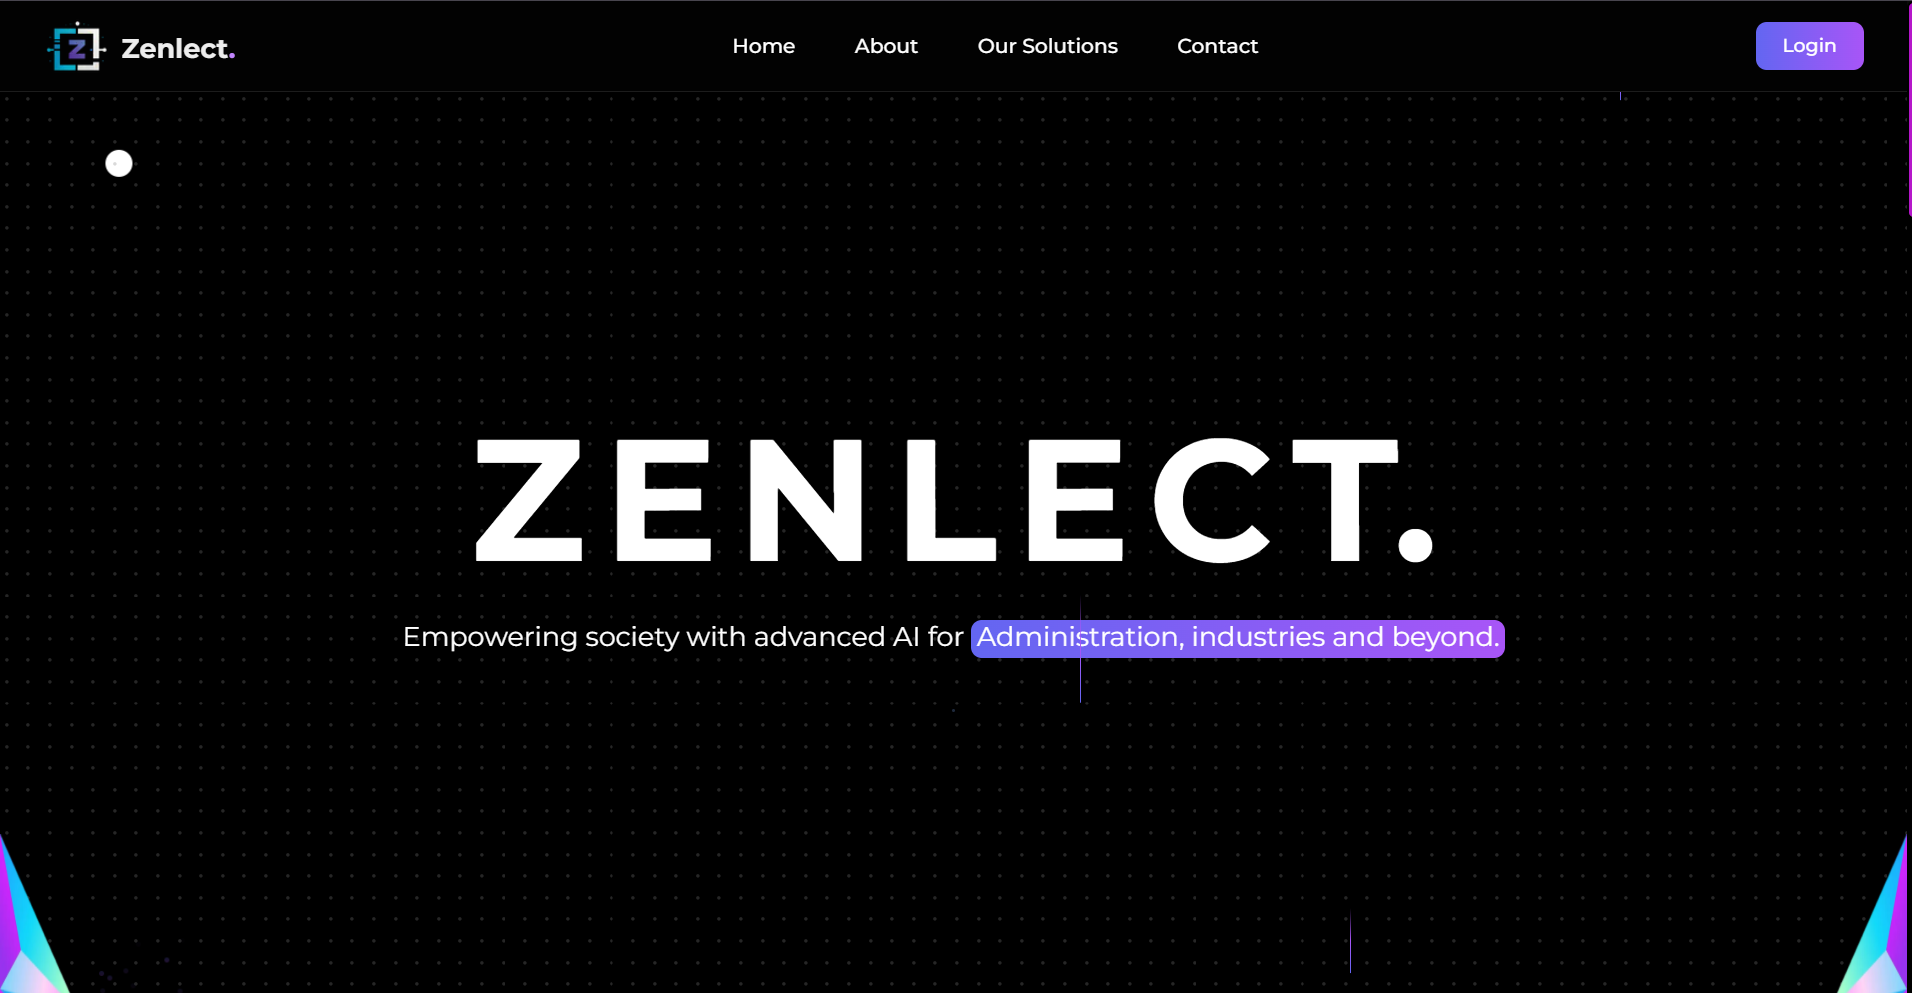 Z
Zenlect.
Home
About
Our Solutions
Contact
Login
ZENLECT.
Empowering society with advanced AI for Administration, industries and beyond.